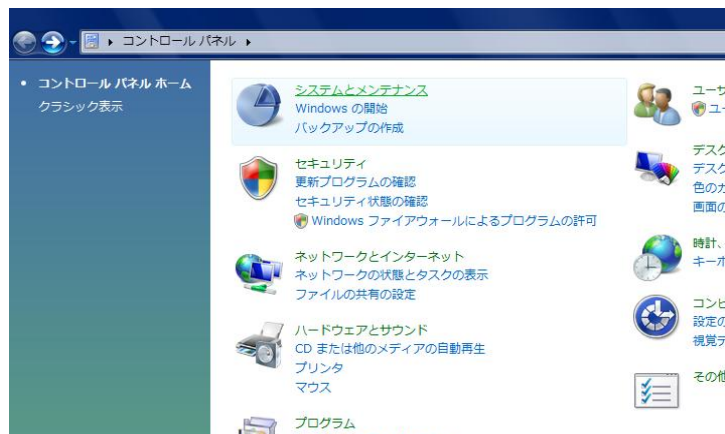 コントロール パネル
コントロール パネル ホーム
クラシック表示
システムとメンテナンス
Windows の開始
バックアップの作成
セキュリティ
更新プログラムの確認
セキュリティ状態の確認
Windows ファイアウォールによるプログラムの許可
ネットワークとインターネット
ネットワークの状態とタスクの表示
ファイルの共有の設定
ハードウェアとサウンド
CD または他のメディアの自動再生
プリンタ
マウス
プログラム
ユーサ
ユー
デスク
デスク
色の
画面の
時計、
キーボ
コンピ
設定の
視覚デ
その他